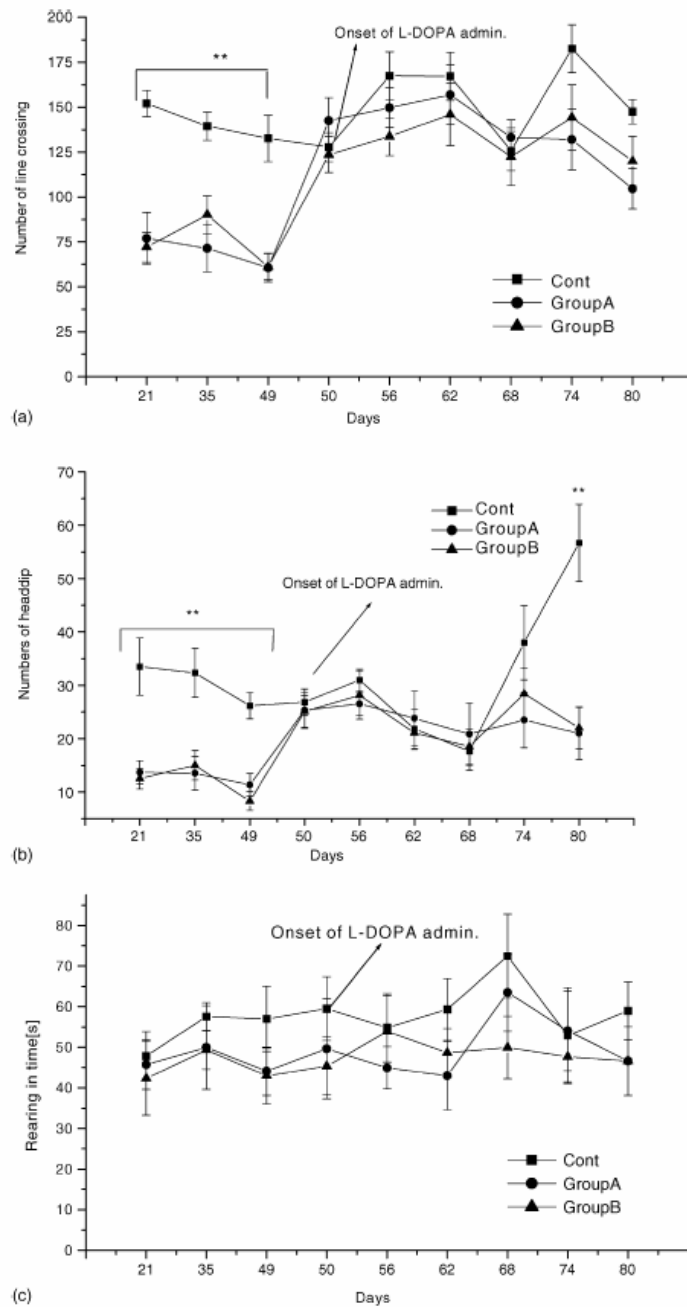 200
Onset of L-DOPA admin.
**
175
150
125
100
75
50
25
0
Number of line crossing
Cont
GroupA
GroupB
21 35 49 50 56 62 68 74 80
Days
(a)
70
**
60
50
40
30
20
10
Numbers of headdip
Cont
GroupA
GroupB
Onset of L-DOPA admin.
**
21 35 49 50 56 62 68 74 80
Days
(b)
80
70
60
50
40
30
20
10
0
Rearing in time[s]
Onset of L-DOPA admin.
Cont
GroupA
GroupB
21 35 49 50 56 62 68 74 80
Days
(c)